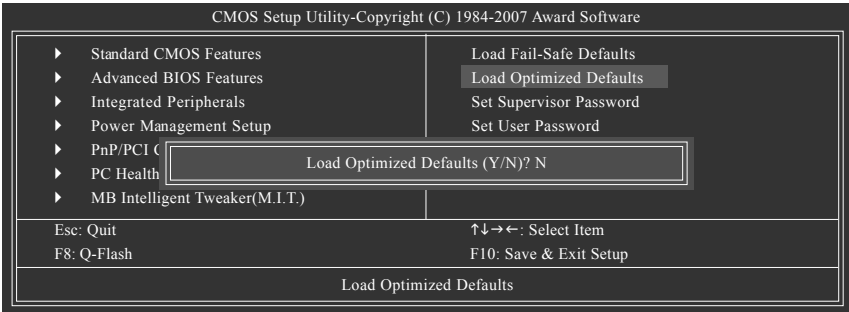 CMOS Setup Utility-Copyright (C) 1984-2007 Award Software
Standard CMOS Features
Advanced BIOS Features
Integrated Peripherals
Power Management Setup
PnP/PCI
PC Health
MB Intelligent Tweaker(M.I.T.)
Load Fail-Safe Defaults
Load Optimized Defaults
Set Supervisor Password
Set User Password
Load Optimized Defaults (Y/N)? N
Esc: Quit
↑↓→←: Select Item
F8: Q-Flash
F10: Save & Exit Setup
Load Optimized Defaults